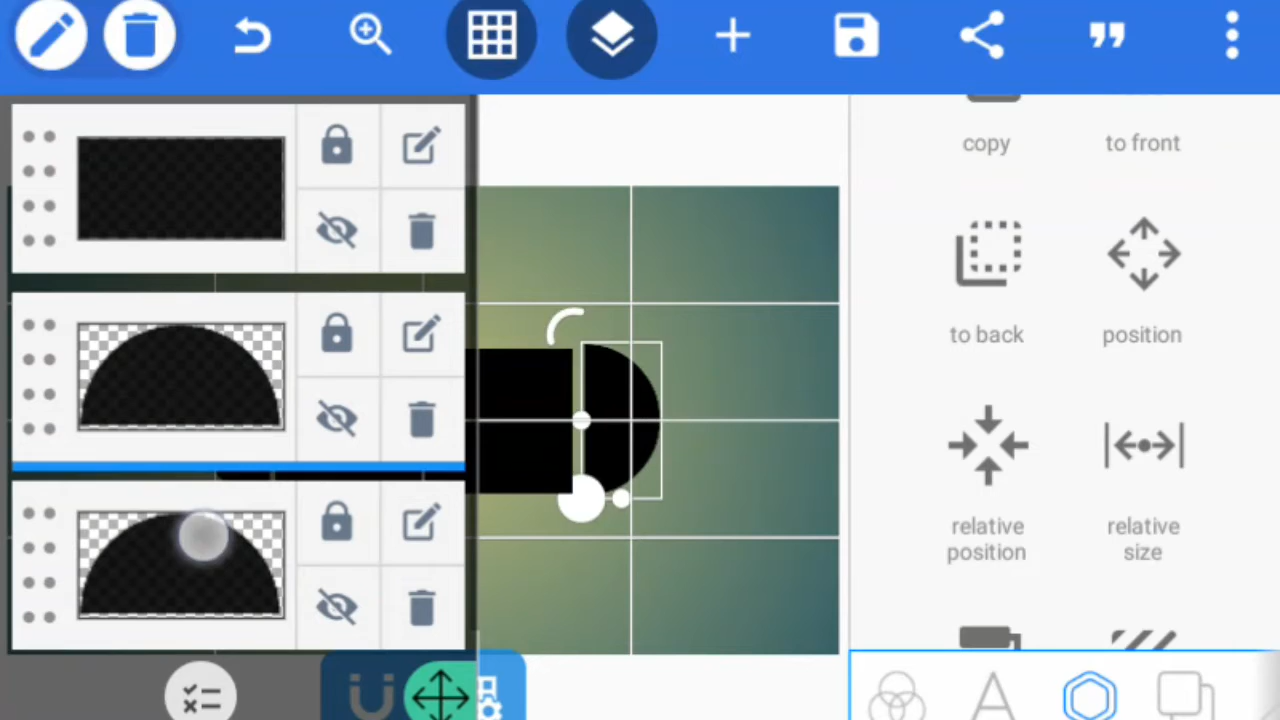 copy
to front
to back
position
relative
position
relative
size